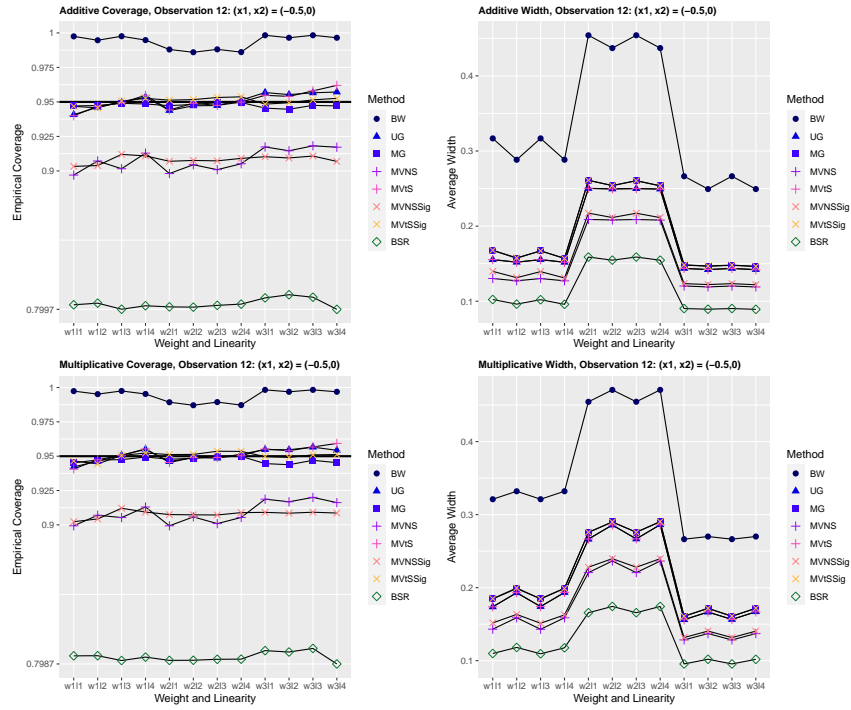 Additive Coverage, Observation 12: (x1, x2) = (−0.5,0)
1
0.975
0.95
0.925
0.9
0.7997
Empirical Coverage
w1l1 w1l2 w1l3 w1l4 w2l1 w2l2 w2l3 w2l4 w3l1 w3l2 w3l3 w3l4
Weight and Linearity
Method
BW
UG
MG
MVNS
MVtS
MVNSSig
MVtSSig
BSR
Additive Width, Observation 12: (x1, x2) = (−0.5,0)
0.4
0.3
0.2
0.1
Average Width
w1l1 w1l2 w1l3 w1l4 w2l1 w2l2 w2l3 w2l4 w3l1 w3l2 w3l3 w3l4
Weight and Linearity
Method
BW
UG
MG
MVNS
MVtS
MVNSSig
MVtSSig
BSR
Multiplicative Coverage, Observation 12: (x1, x2) = (−0.5,0)
1
0.975
0.95
0.925
0.9
0.7987
Empirical Coverage
w1l1 w1l2 w1l3 w1l4 w2l1 w2l2 w2l3 w2l4 w3l1 w3l2 w3l3 w3l4
Weight and Linearity
Method
BW
UG
MG
MVNS
MVtS
MVNSSig
MVtSSig
BSR
Multiplicative Width, Observation 12: (x1, x2) = (−0.5,0)
0.4
0.3
0.2
0.1
Average Width
w1l1 w1l2 w1l3 w1l4 w2l1 w2l2 w2l3 w2l4 w3l1 w3l2 w3l3 w3l4
Weight and Linearity
Method
BW
UG
MG
MVNS
MVtS
MVNSSig
MVtSSig
BSR